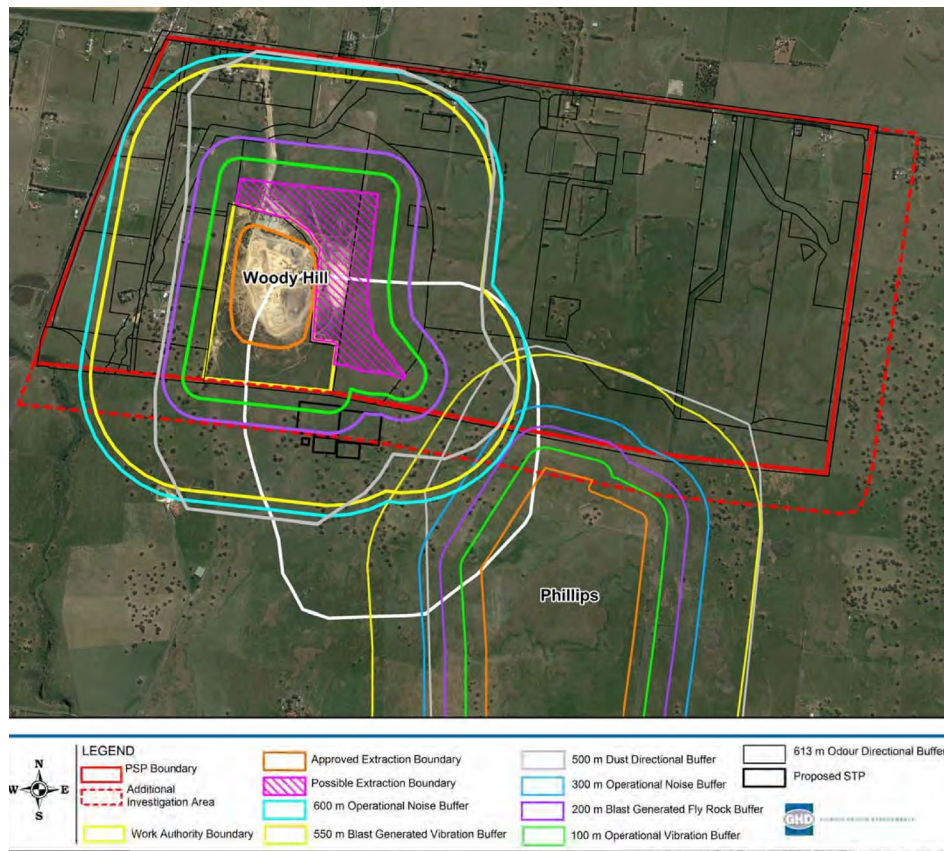 Woody Hill
Phillips
N
W E
S
LEGEND
PSP Boundary
Additional
Investigation Area
Work Authority Boundary
Approved Extraction Boundary
Possible Extraction Boundary
600 m Operational Noise Buffer
550 m Blast Generated Vibration Buffer
500 m Dust Directional Buffer
300 m Operational Noise Buffer
200 m Blast Generated Fly Rock Buffer
100 m Operational Vibration Buffer
613 m Odour Directional Buffer
Proposed STP
GHD